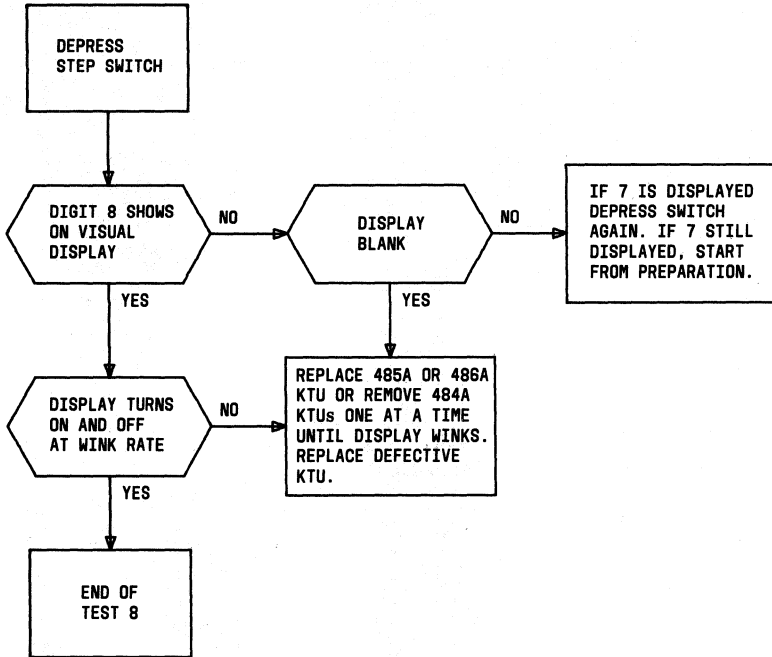 DEPRESS
STEP SWITCH
DIGIT 8 SHOWS
ON VISUAL
DISPLAY
NO
DISPLAY
BLANK
NO
IF 7 IS DISPLAYED
DEPRESS SWITCH
AGAIN. IF 7 STILL
DISPLAYED, START
FROM PREPARATION.
YES
YES
DISPLAY TURNS
ON AND OFF
AT WINK RATE
NO
REPLACE 485A OR 486A
KTU OR REMOVE 484A
KTUs ONE AT A TIME
UNTIL DISPLAY WINKS.
REPLACE DEFECTIVE
KTU.
YES
END OF
TEST 8